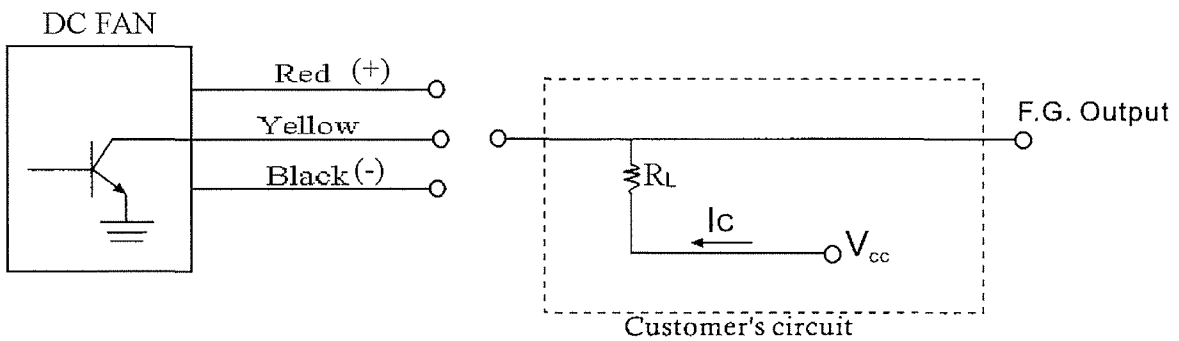 DC FAN
Red (+)
Yellow
Black (-)
F.G. Output
RL
IC
Vcc
Customer's circuit